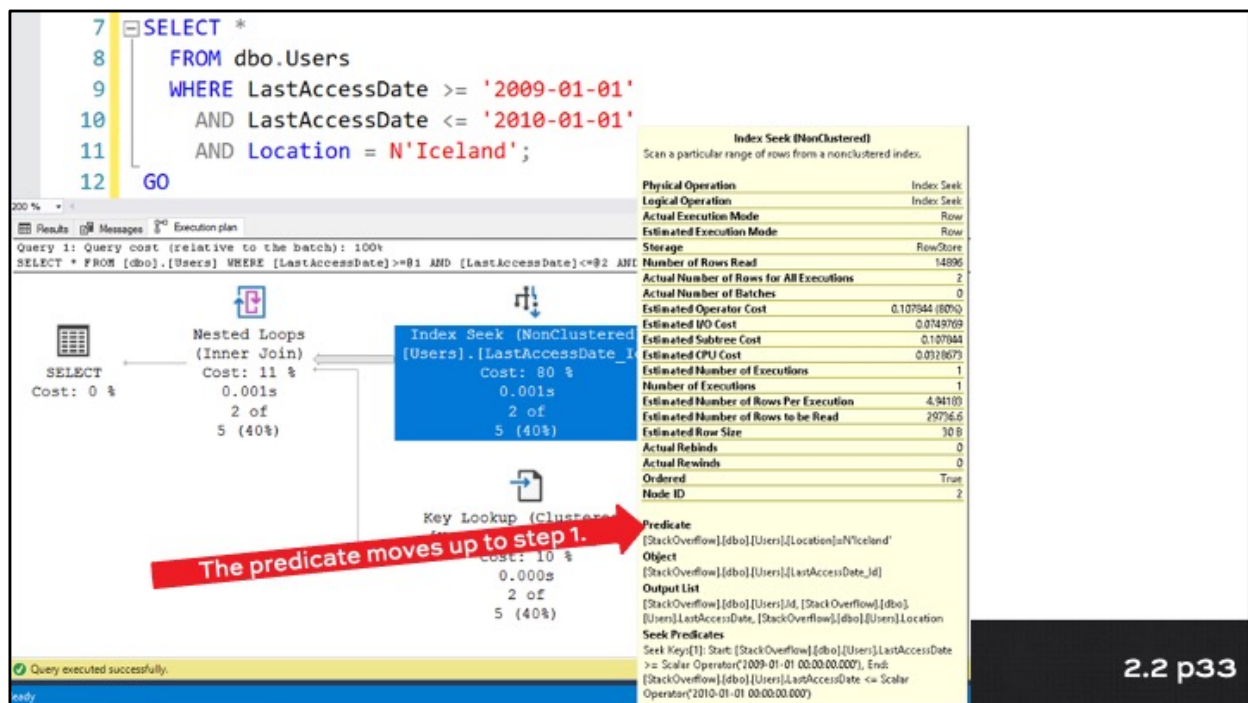 7 SELECT *
8 FROM dbo.Users
9 WHERE LastAccessDate >= '2009-01-01'
10 AND LastAccessDate <= '2010-01-01'
11 AND Location = N'Iceland';
12 GO
200 %
Results Messages Execution plan
Query 1: Query cost (relative to the batch): 100%
SELECT * FROM [dbo].[Users] WHERE [LastAccessDate]>=@1 AND [LastAccessDate]<=@2 AND
SELECT
Cost: 0 %
Nested Loops
(Inner Join)
Cost: 11 %
0.001s
2 of
5 (40%)
Index Seek (NonClustered
[Users].[LastAccessDate_I
Cost: 80 %
0.001s
2 of
5 (40%)
Key Lookup (Clustere
Cost: 10 %
0.000s
2 of
5 (40%)
The predicate moves up to step 1.
Index Seek (NonClustered)
Scan a particular range of rows from a nonclustered index.
Physical Operation Index Seek
Logical Operation Index Seek
Actual Execution Mode Row
Estimated Execution Mode Row
Storage RowStore
Number of Rows Read 14896
Actual Number of Rows for All Executions 2
Actual Number of Batches 0
Estimated Operator Cost 0.107844 (80%)
Estimated I/O Cost 0.0749769
Estimated Subtree Cost 0.107844
Estimated CPU Cost 0.0328673
Estimated Number of Executions 1
Number of Executions 1
Estimated Number of Rows Per Execution 4.94183
Estimated Number of Rows to be Read 29736.6
Estimated Row Size 30 B
Actual Rebinds 0
Actual Rewinds 0
Ordered True
Node ID 2
Predicate
[StackOverflow].[dbo].[Users].[Location]=N'Iceland'
Object
[StackOverflow].[dbo].[Users].[LastAccessDate_Id]
Output List
[StackOverflow].[dbo].[Users].Id, [StackOverflow].[dbo].
[Users].LastAccessDate, [StackOverflow].[dbo].[Users].Location
Seek Predicates
Seek Keys[1]: Start: [StackOverflow].[dbo].[Users].LastAccessDate
>= Scalar Operator('2009-01-01 00:00:00.000'), End:
[StackOverflow].[dbo].[Users].LastAccessDate <= Scalar
Operator('2010-01-01 00:00:00.000')
Query executed successfully.
eady
2.2 p33